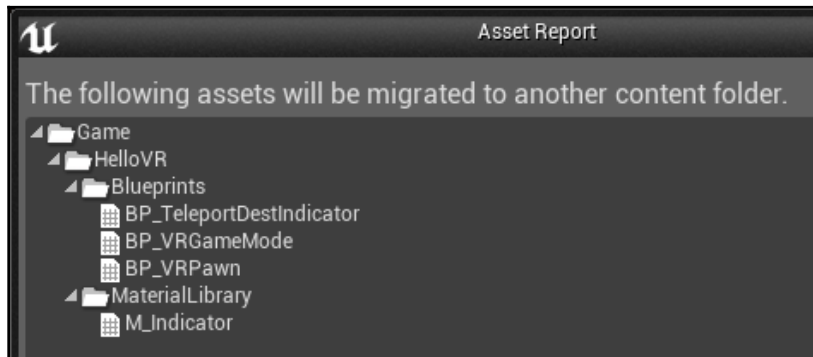 Asset Report
The following assets will be migrated to another content folder.
Game
HelloVR
Blueprints
BP_TeleportDestIndicator
BP_VRGameMode
BP_VRPawn
MaterialLibrary
M_Indicator